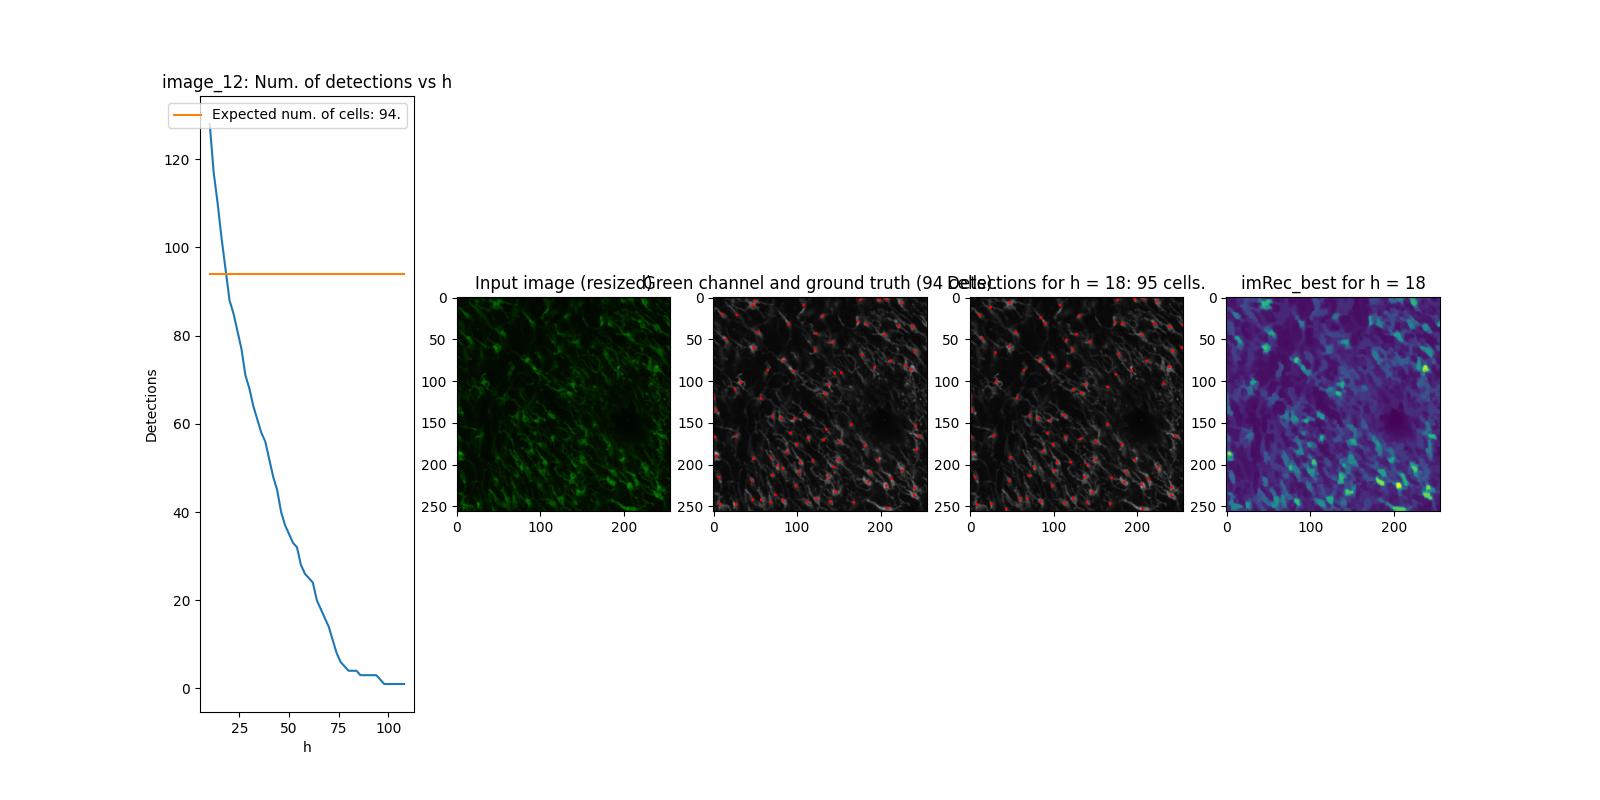 image_12: Num. of detections vs h
Expected num. of cells: 94.
120
100
80
60
40
20
0
Detections
25 50 75 100
h
Input image (resized)
0
50
100
150
200
250
0 100 200
Green channel and ground truth (94 cells).
0
50
100
150
200
250
0 100 200
Detections for h = 18: 95 cells.
0
50
100
150
200
250
0 100 200
imRec_best for h = 18
0
50
100
150
200
250
0 100 200